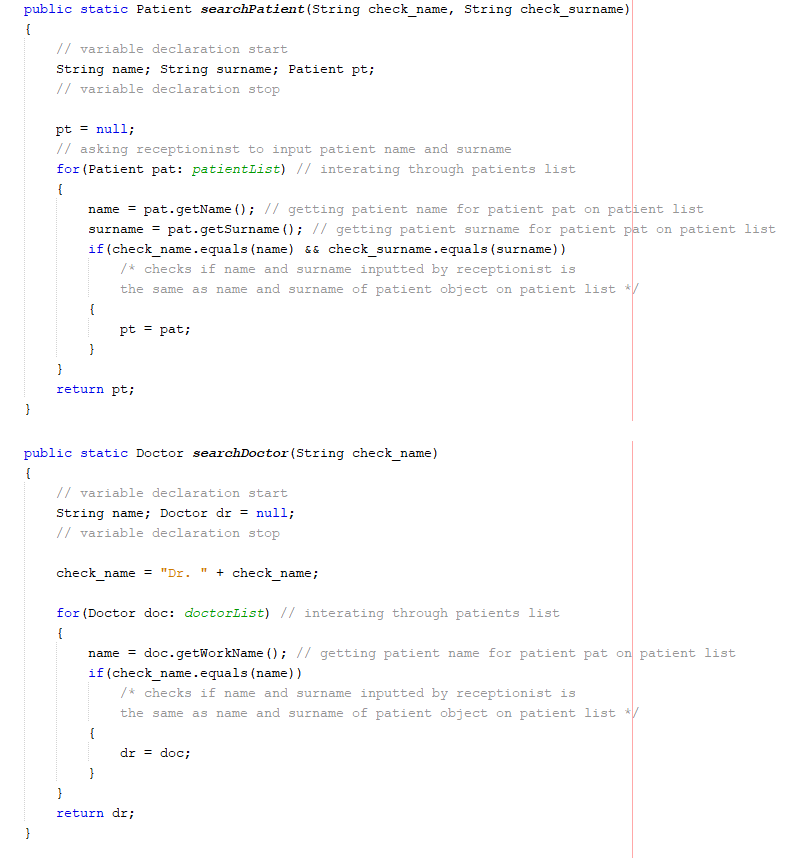 public static Patient searchPatient(String check_name, String check_surname)
{
// variable declaration start
String name; String surname; Patient pt;
// variable declaration stop
pt = null;
// asking receptioninst to input patient name and surname
for(Patient pat: patientList) // interating through patients list
{
name = pat.getName(); // getting patient name for patient pat on patient list
surname = pat.getSurname(); // getting patient surname for patient pat on patient list
if(check_name.equals(name) && check_surname.equals(surname))
/* checks if name and surname inputted by receptionist is
the same as name and surname of patient object on patient list */
{
pt = pat;
}
}
return pt;
}
public static Doctor searchDoctor(String check_name)
{
// variable declaration start
String name; Doctor dr = null;
// variable declaration stop
check_name = "Dr. " + check_name;
for(Doctor doc: doctorList) // interating through patients list
{
name = doc.getWorkName(); // getting patient name for patient pat on patient list
if(check_name.equals(name))
/* checks if name and surname inputted by receptionist is
the same as name and surname of patient object on patient list */
{
dr = doc;
}
}
return dr;
}